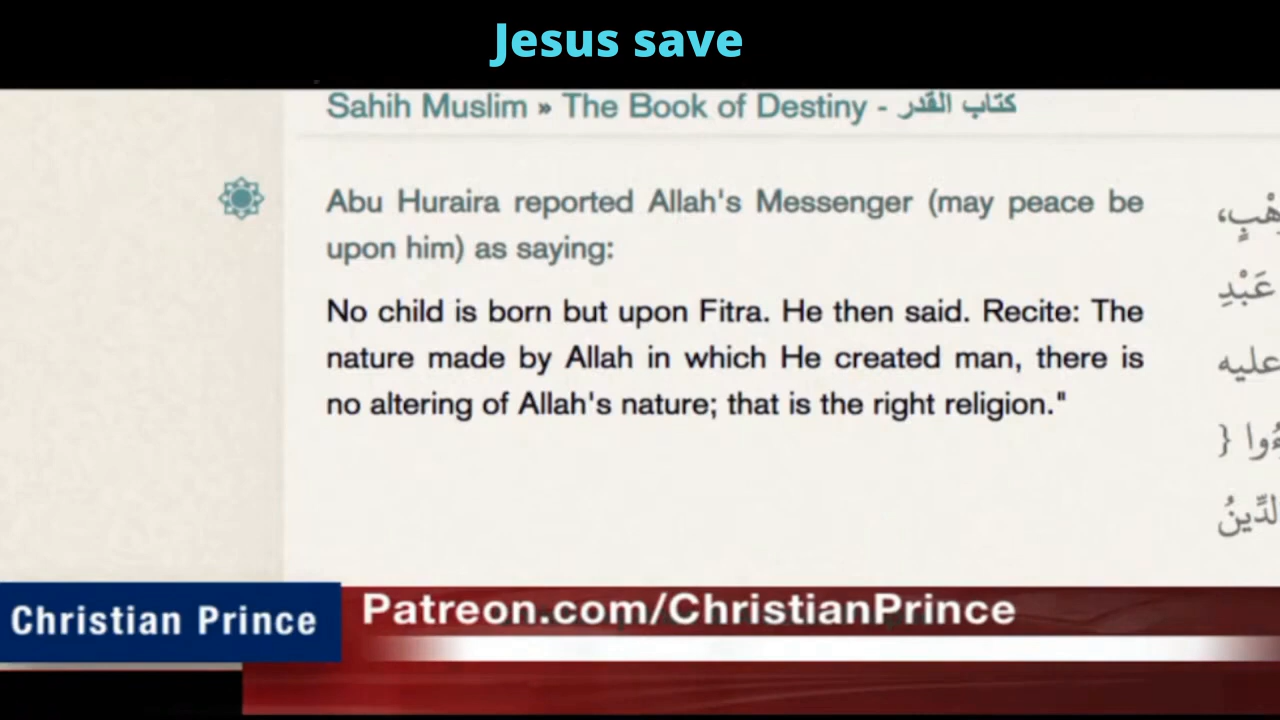 Jesus save
Sahih Muslim » The Book of Destiny - كتاب القدر
Abu Huraira reported Allah's Messenger (may peace be
upon him) as saying:
No child is born but upon Fitra. He then said. Recite: The
nature made by Allah in which He created man, there is
no altering of Allah's nature; that is the right religion."
عَبْدِ
عليه
Christian Prince
Patreon.com/ChristianPrince